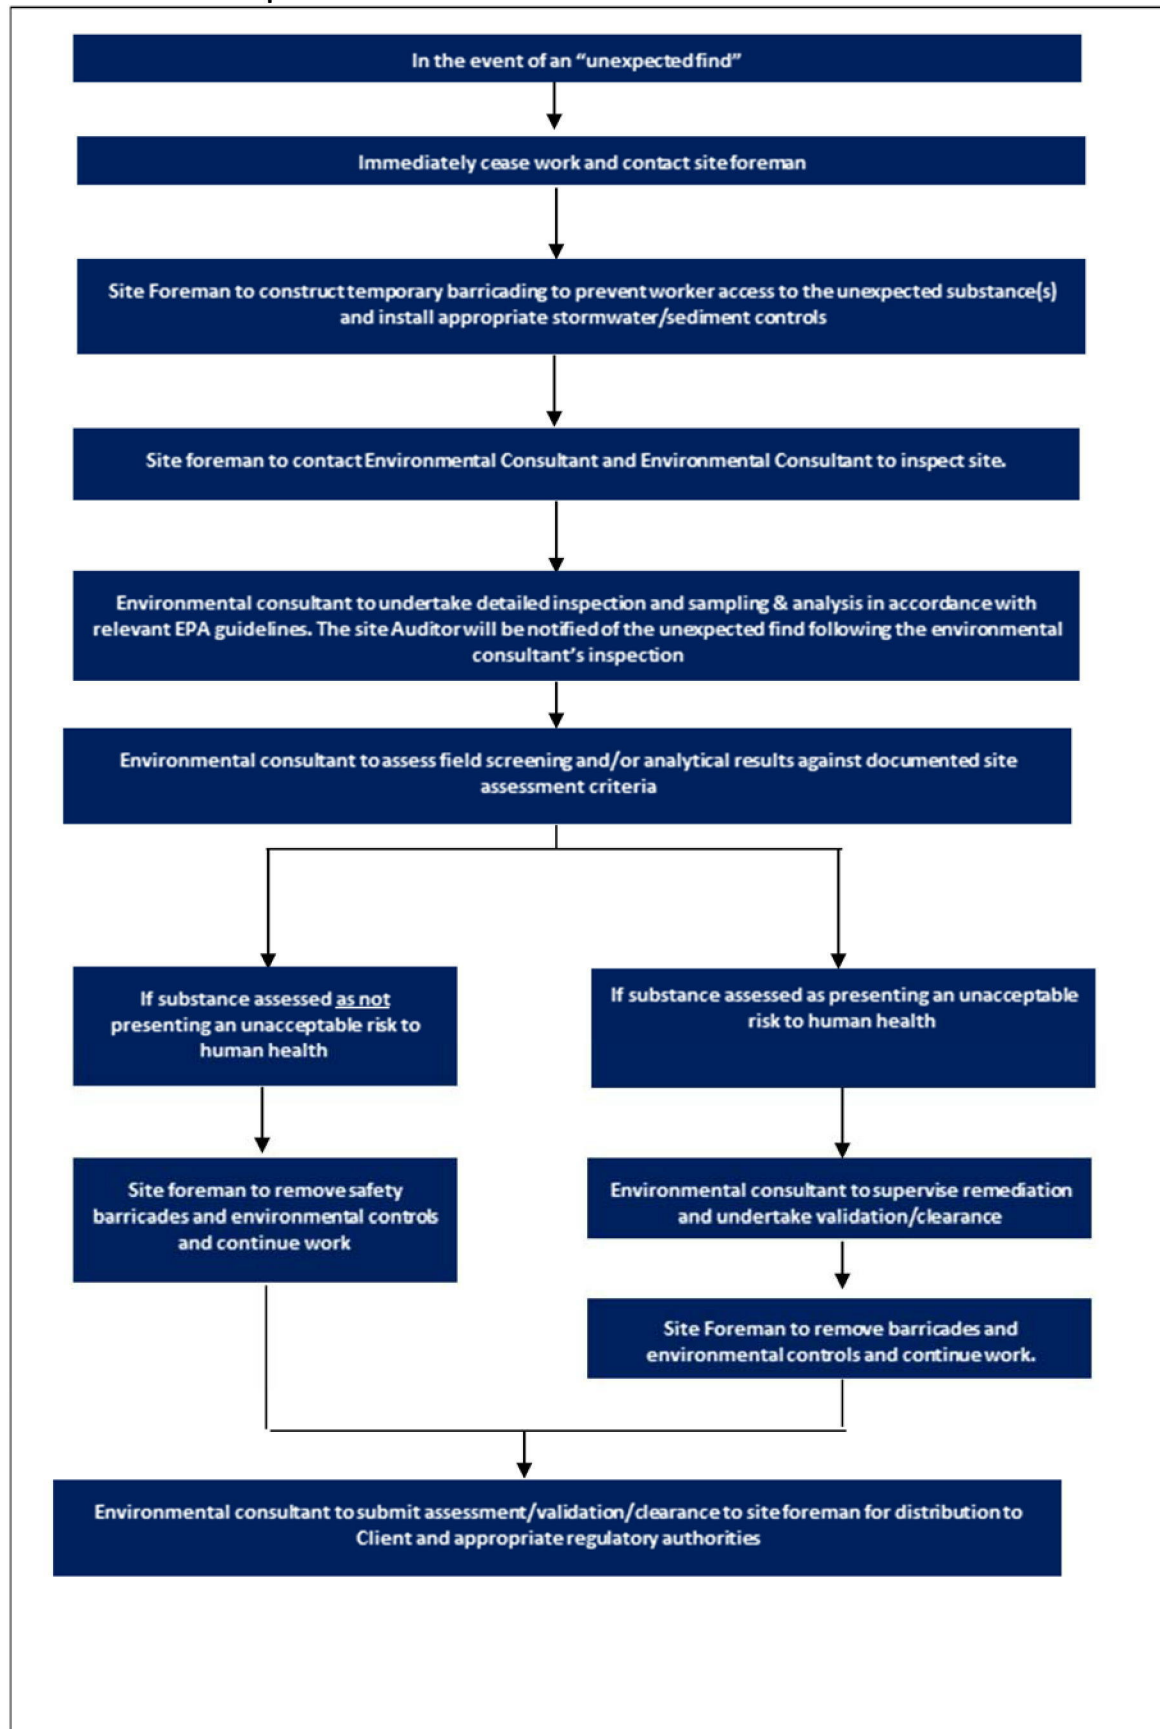 In the event of an “unexpected find”
Immediately cease work and contact site foreman
Site Foreman to construct temporary barricading to prevent worker access to the unexpected substance(s)
and install appropriate stormwater/sediment controls
Site foreman to contact Environmental Consultant and Environmental Consultant to inspect site.
Environmental consultant to undertake detailed inspection and sampling & analysis in accordance with
relevant EPA guidelines. The site Auditor will be notified of the unexpected find following the environmental
consultant’s inspection
Environmental consultant to assess field screening and/or analytical results against documented site
assessment criteria
If substance assessed as not
presenting an unacceptable risk to
human health
If substance assessed as presenting an unacceptable
risk to human health
Site foreman to remove safety
barricades and environmental controls
and continue work
Environmental consultant to supervise remediation
and undertake validation/clearance
Site Foreman to remove barricades and
environmental controls and continue work.
Environmental consultant to submit assessment/validation/clearance to site foreman for distribution to
Client and appropriate regulatory authorities